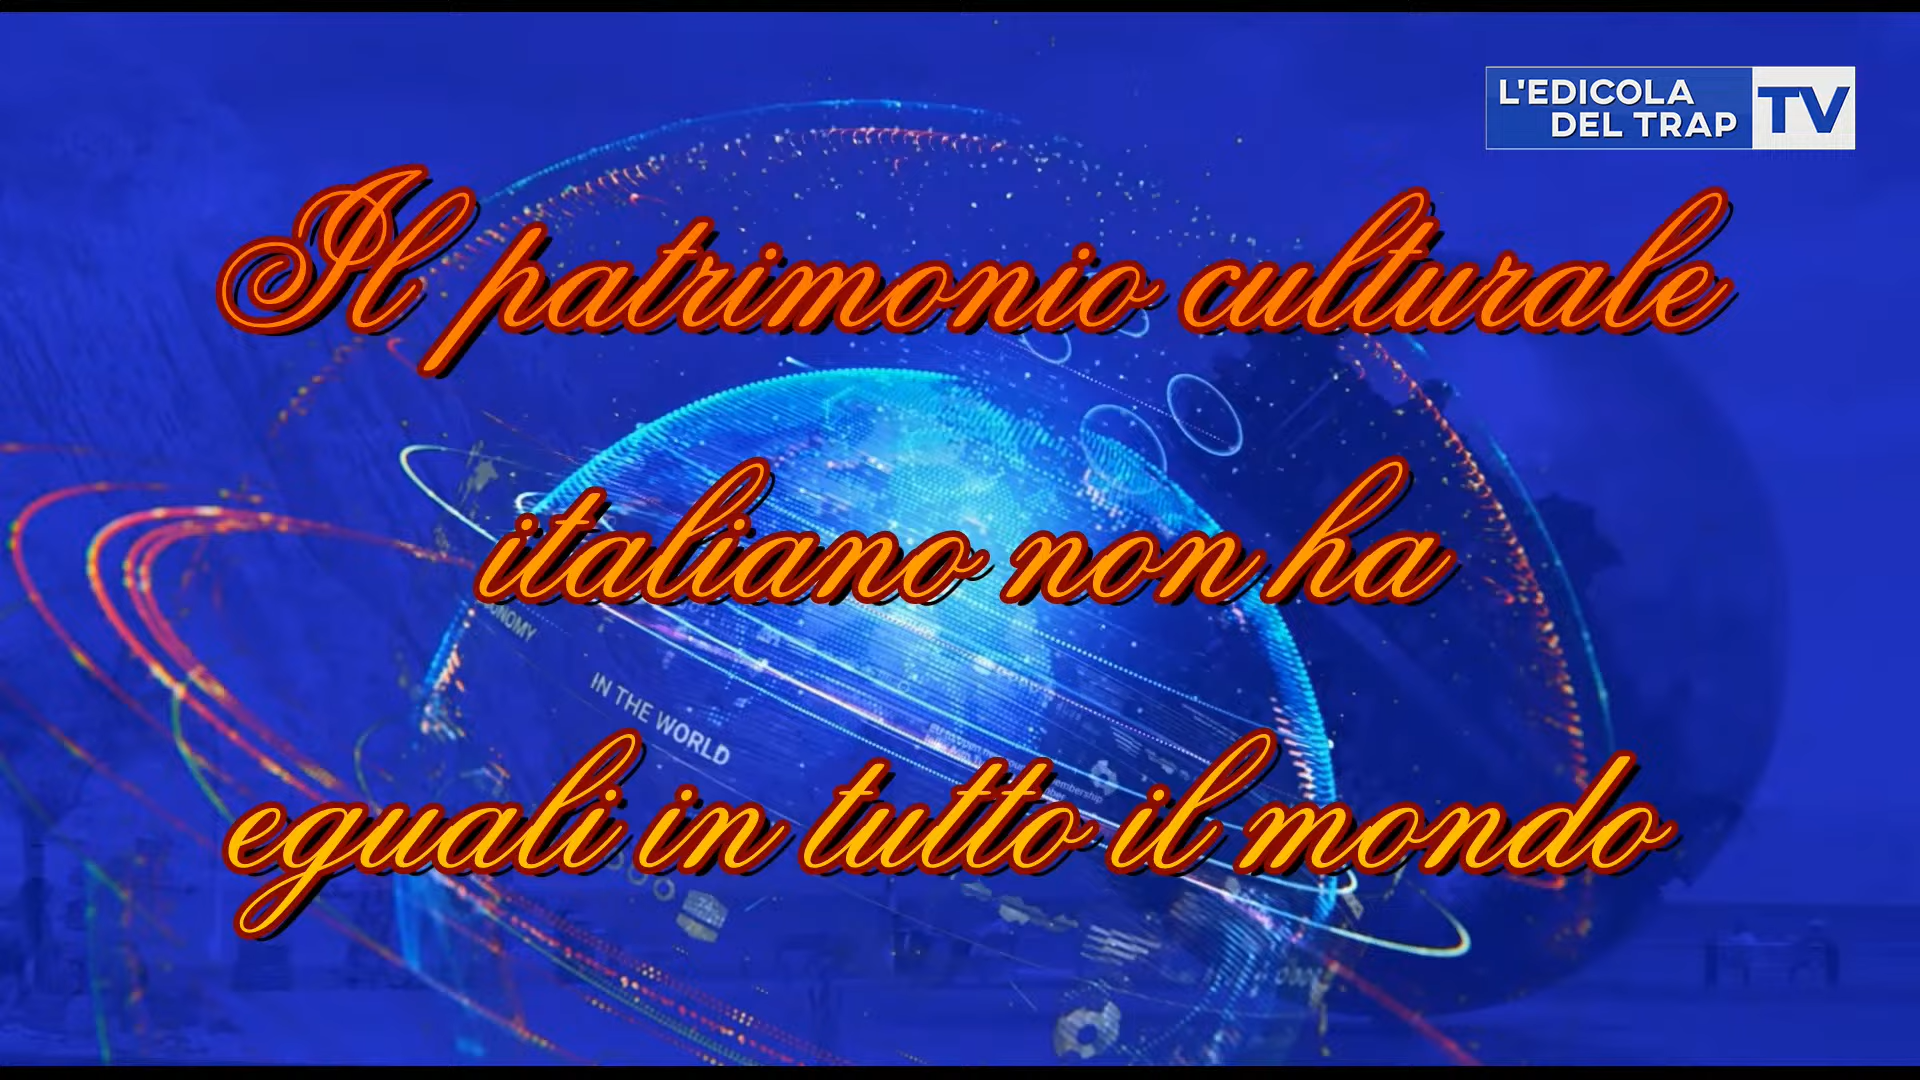 L'EDICOLA
DEL TRAP TV
Il patrimonio culturale
italiano non ha
IN THE WORLD
eguali in tutto il mondo